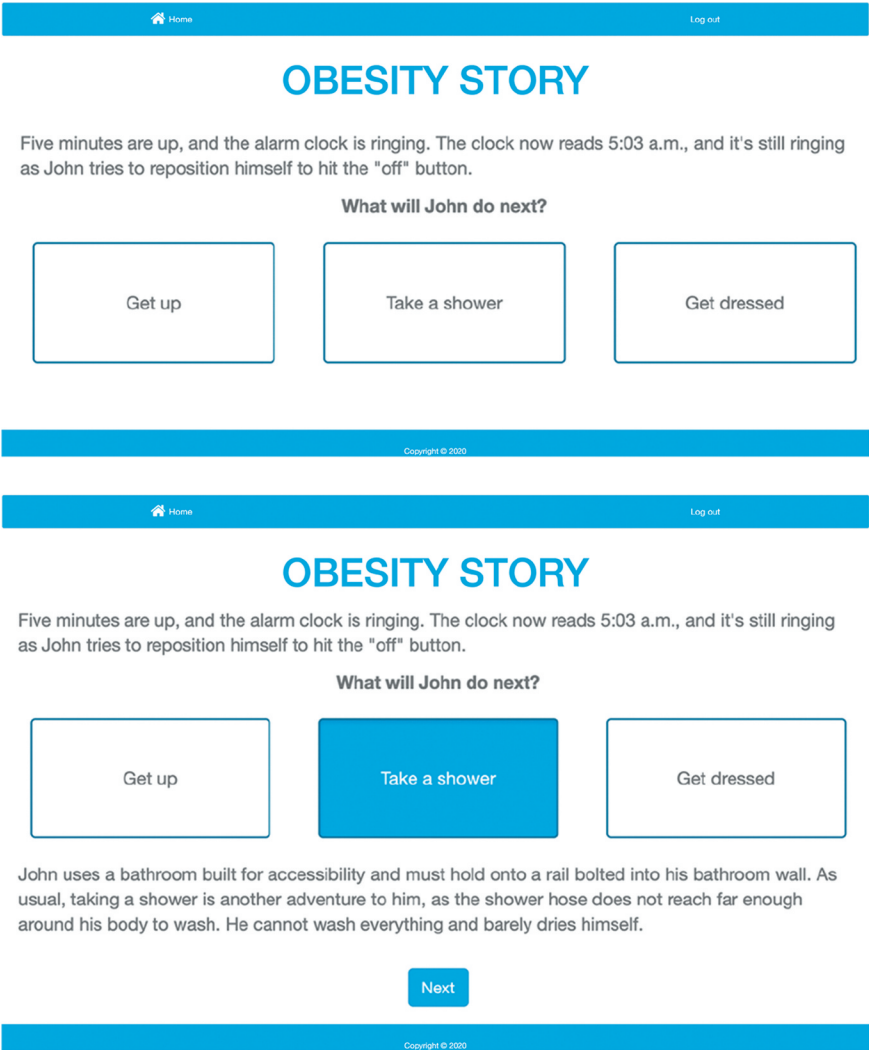 Home Log out
OBESITY STORY
Five minutes are up, and the alarm clock is ringing. The clock now reads 5:03 a.m., and it's still ringing
as John tries to reposition himself to hit the "off" button.
What will John do next?
Get up Take a shower Get dressed
Copyright © 2020
Home Log out
OBESITY STORY
Five minutes are up, and the alarm clock is ringing. The clock now reads 5:03 a.m., and it's still ringing
as John tries to reposition himself to hit the "off" button.
What will John do next?
Get up Take a shower Get dressed
John uses a bathroom built for accessibility and must hold onto a rail bolted into his bathroom wall. As
usual, taking a shower is another adventure to him, as the shower hose does not reach far enough
around his body to wash. He cannot wash everything and barely dries himself.
Next
Copyright © 2020